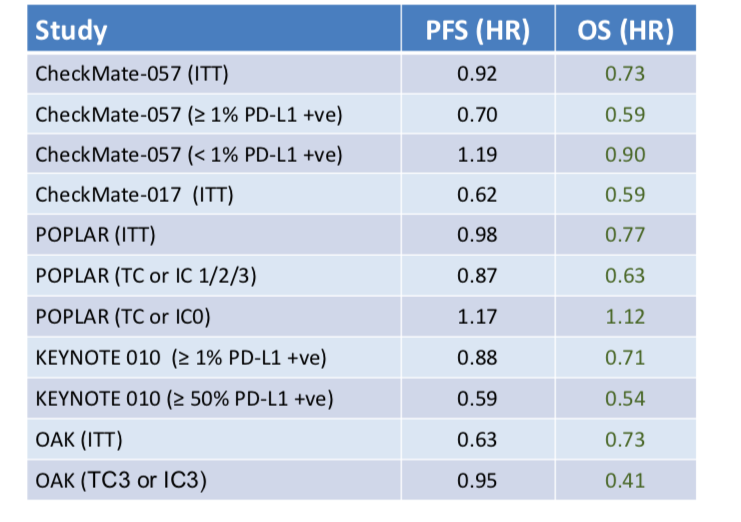 Study PFS (HR) OS (HR)
CheckMate-057 (ITT) 0.92 0.73
CheckMate-057 (≥ 1% PD-L1 +ve) 0.70 0.59
CheckMate-057 (< 1% PD-L1 +ve) 1.19 0.90
CheckMate-017 (ITT) 0.62 0.59
POPLAR (ITT) 0.98 0.77
POPLAR (TC or IC 1/2/3) 0.87 0.63
POPLAR (TC or IC0) 1.17 1.12
KEYNOTE 010 (≥ 1% PD-L1 +ve) 0.88 0.71
KEYNOTE 010 (≥ 50% PD-L1 +ve) 0.59 0.54
OAK (ITT) 0.63 0.73
OAK (TC3 or IC3) 0.95 0.41